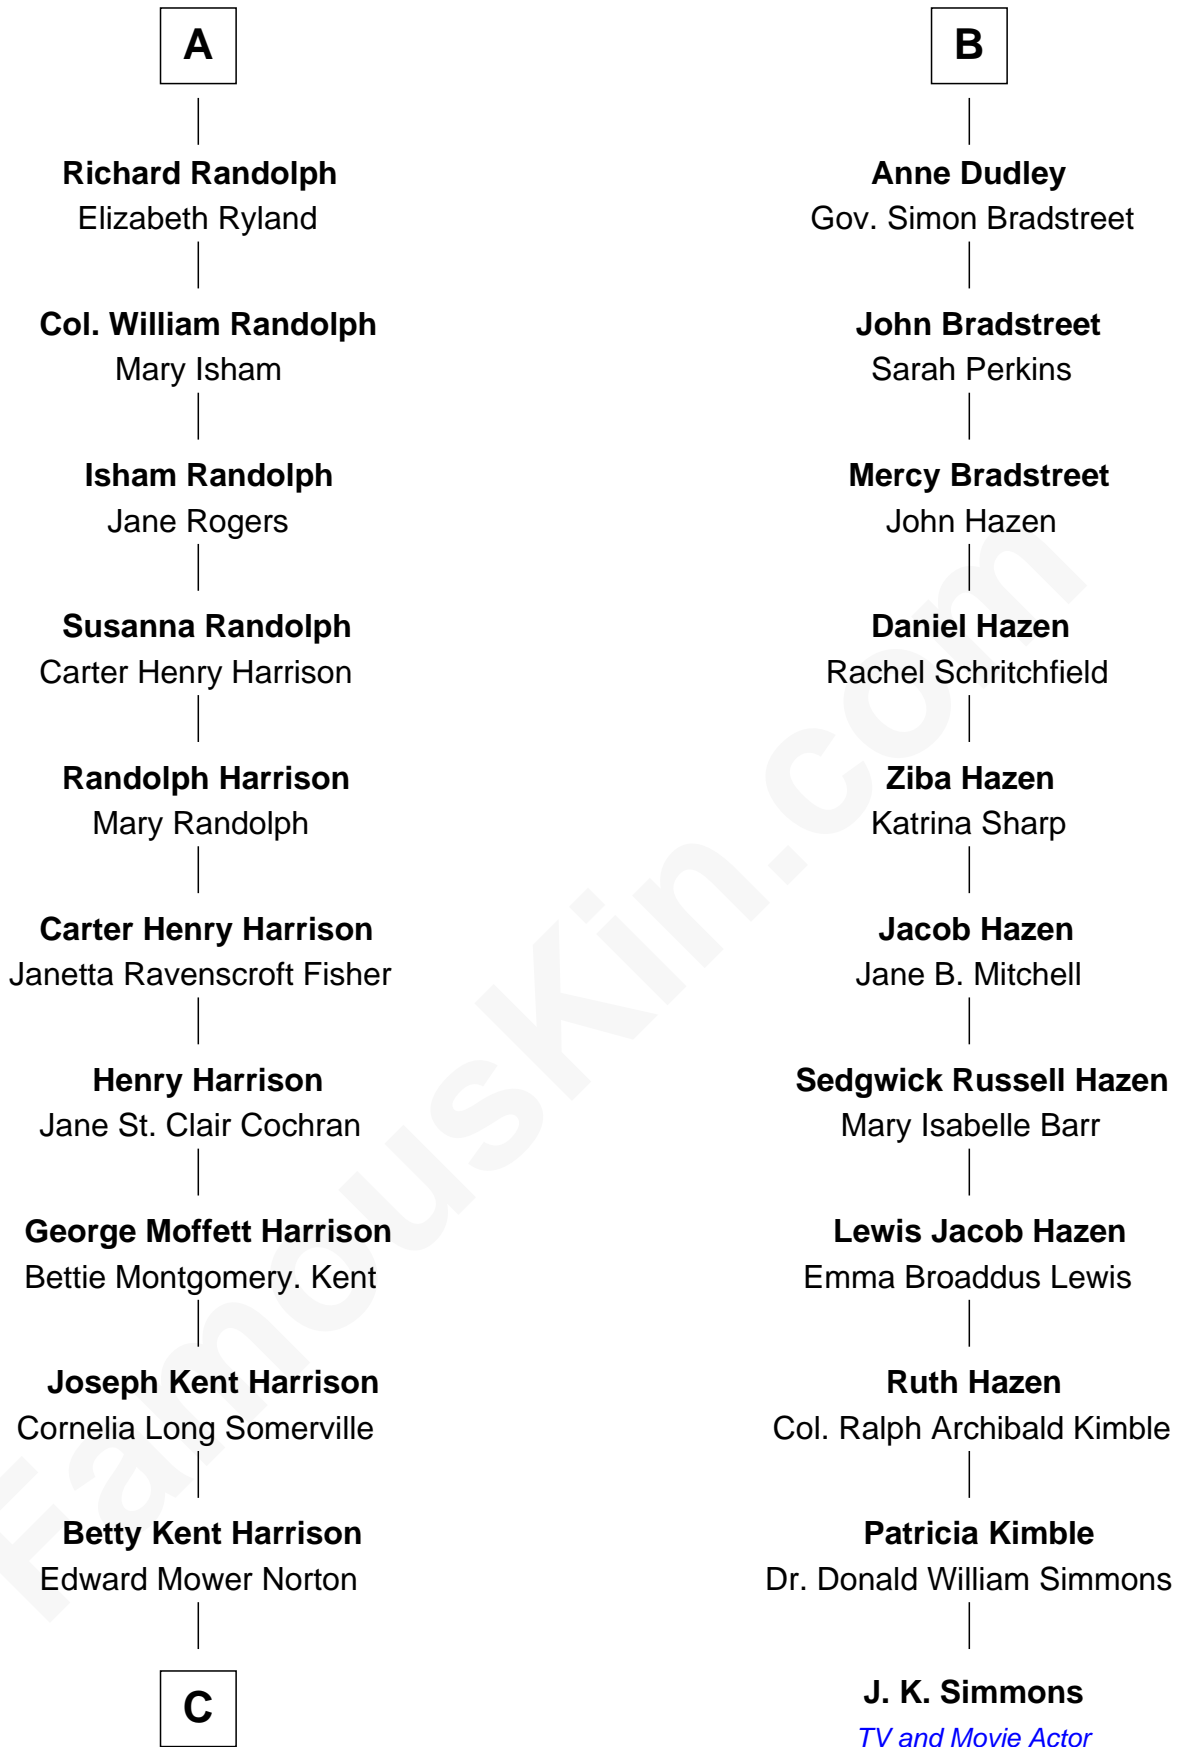 A
Richard Randolph
Elizabeth Ryland
Col. William Randolph
Mary Isham
Isham Randolph
Jane Rogers
Susanna Randolph
Carter Henry Harrison
Randolph Harrison
Mary Randolph
Carter Henry Harrison
Janetta Ravenscroft Fisher
Henry Harrison
Jane St. Clair Cochran
George Moffett Harrison
Bettie Montgomery. Kent
Joseph Kent Harrison
Cornelia Long Somerville
Betty Kent Harrison
Edward Mower Norton
C
B
Anne Dudley
Gov. Simon Bradstreet
John Bradstreet
Sarah Perkins
Mercy Bradstreet
John Hazen
Daniel Hazen
Rachel Schritchfield
Ziba Hazen
Katrina Sharp
Jacob Hazen
Jane B. Mitchell
Sedgwick Russell Hazen
Mary Isabelle Barr
Lewis Jacob Hazen
Emma Broaddus Lewis
Ruth Hazen
Col. Ralph Archibald Kimble
Patricia Kimble
Dr. Donald William Simmons
J. K. Simmons
TV and Movie Actor
FamousKin.com